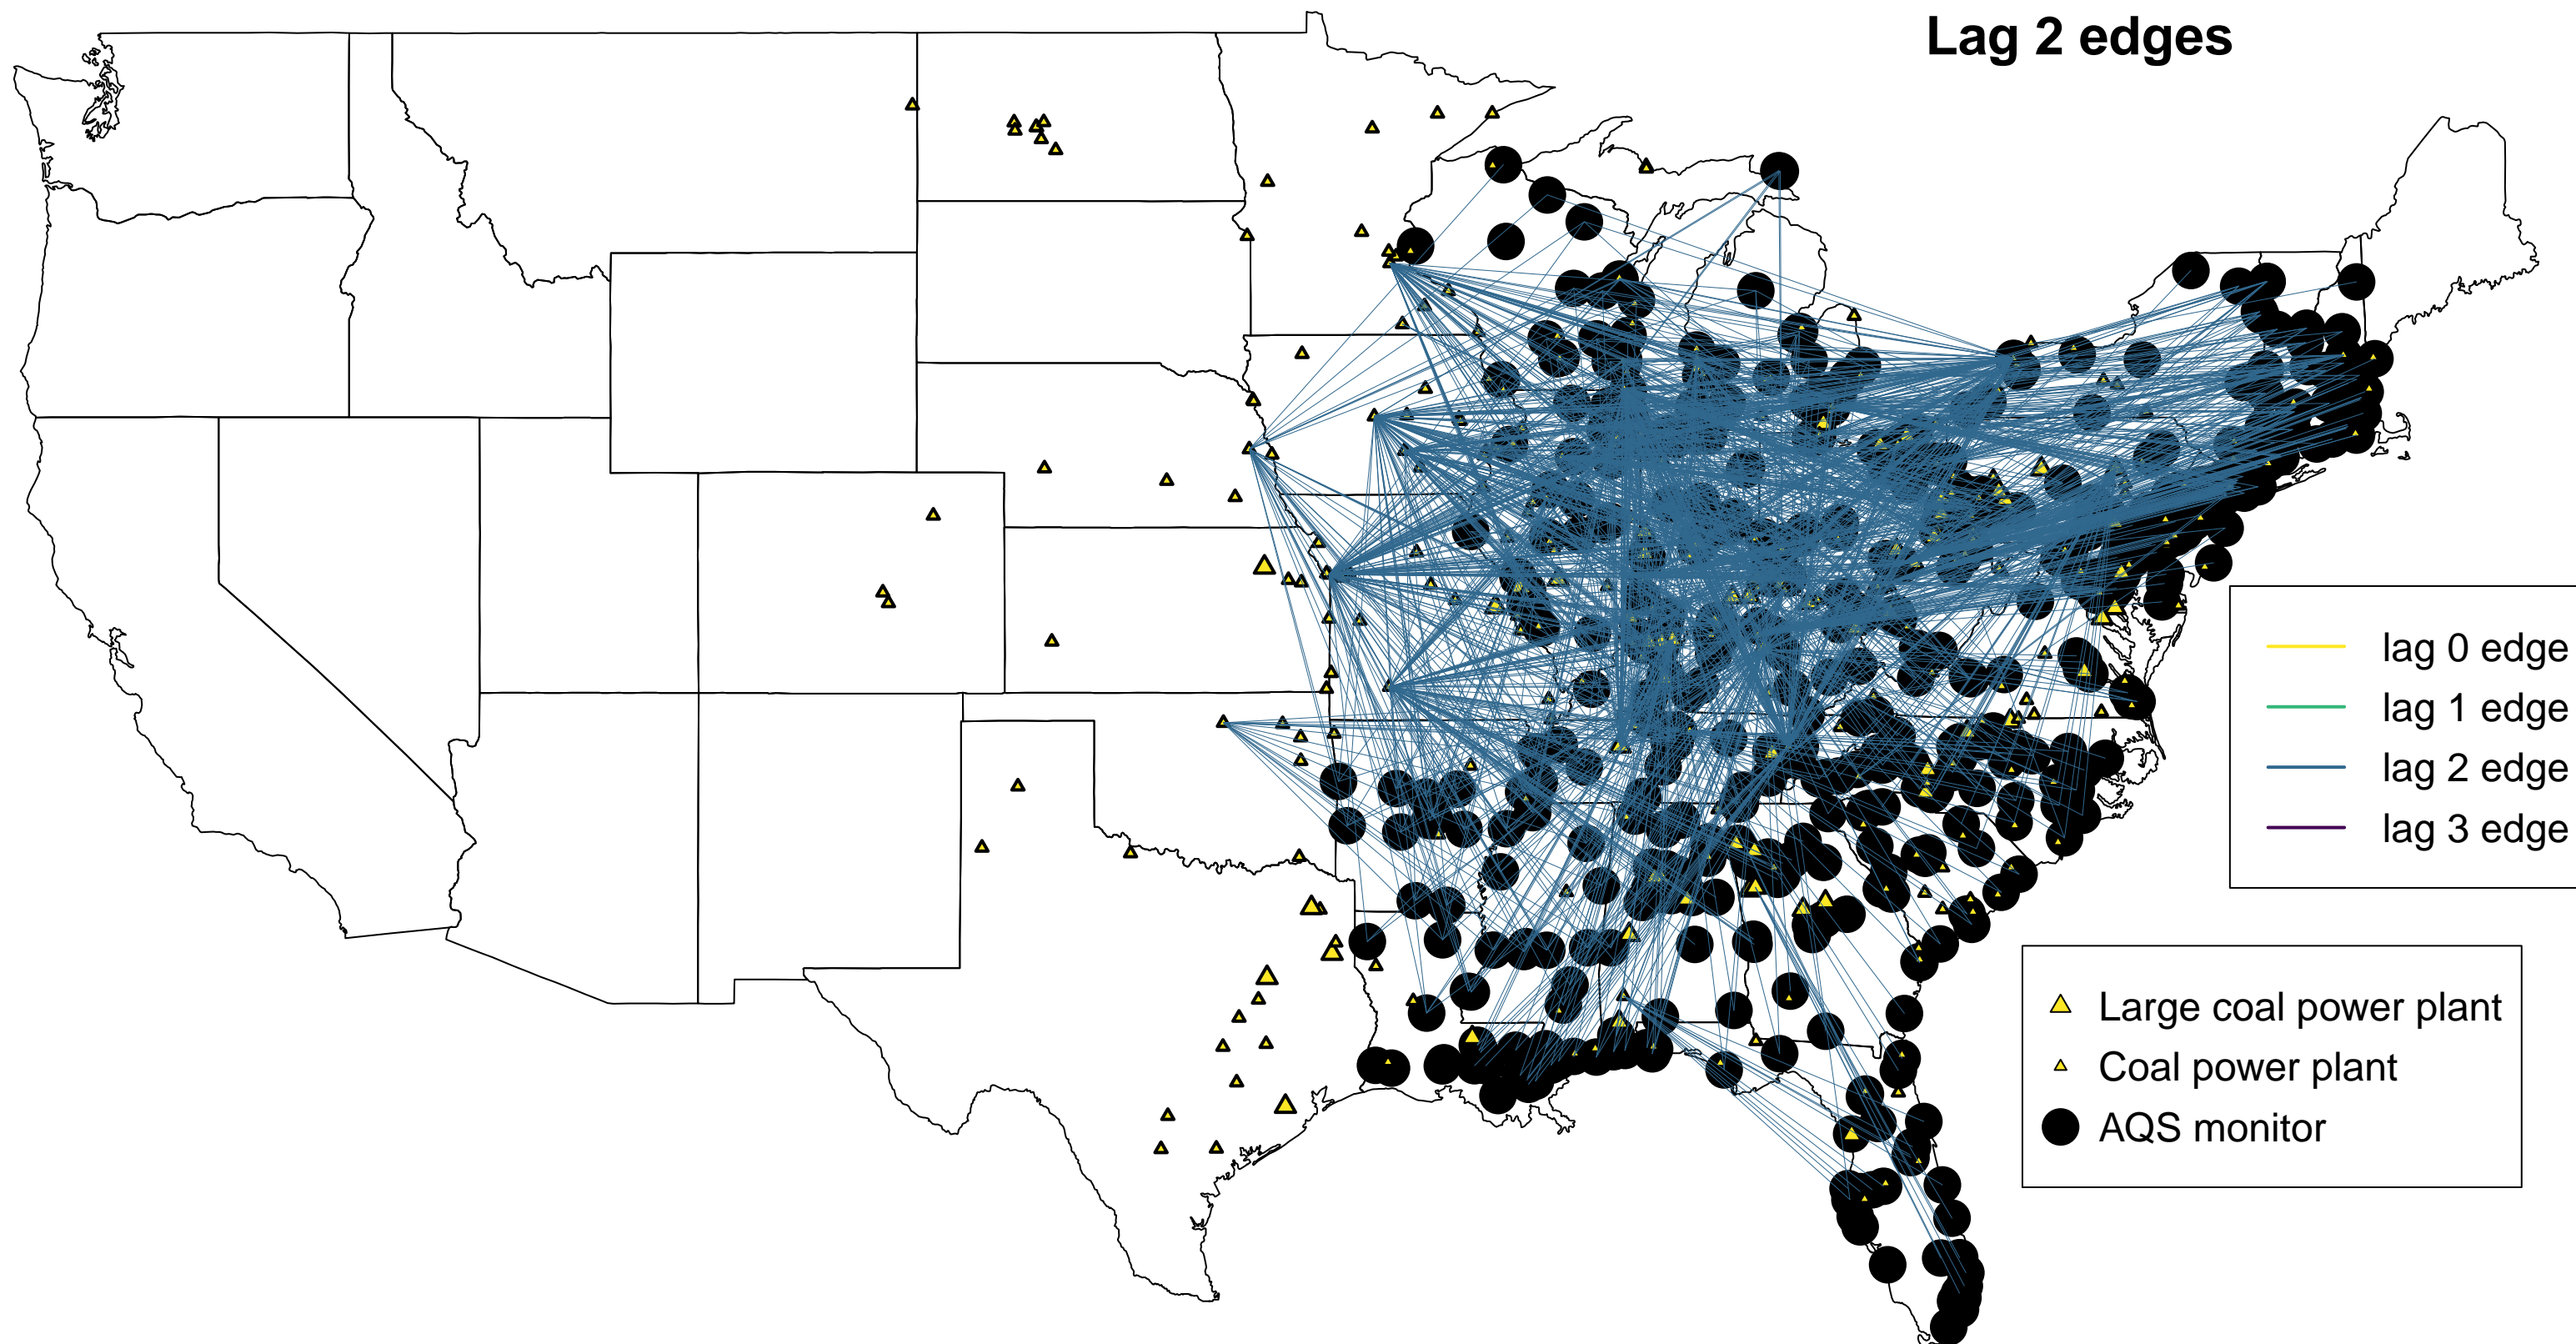 Lag 2 edges
lag 0 edge
lag 1 edge
lag 2 edge
lag 3 edge
Large coal power plant
Coal power plant
AQS monitor